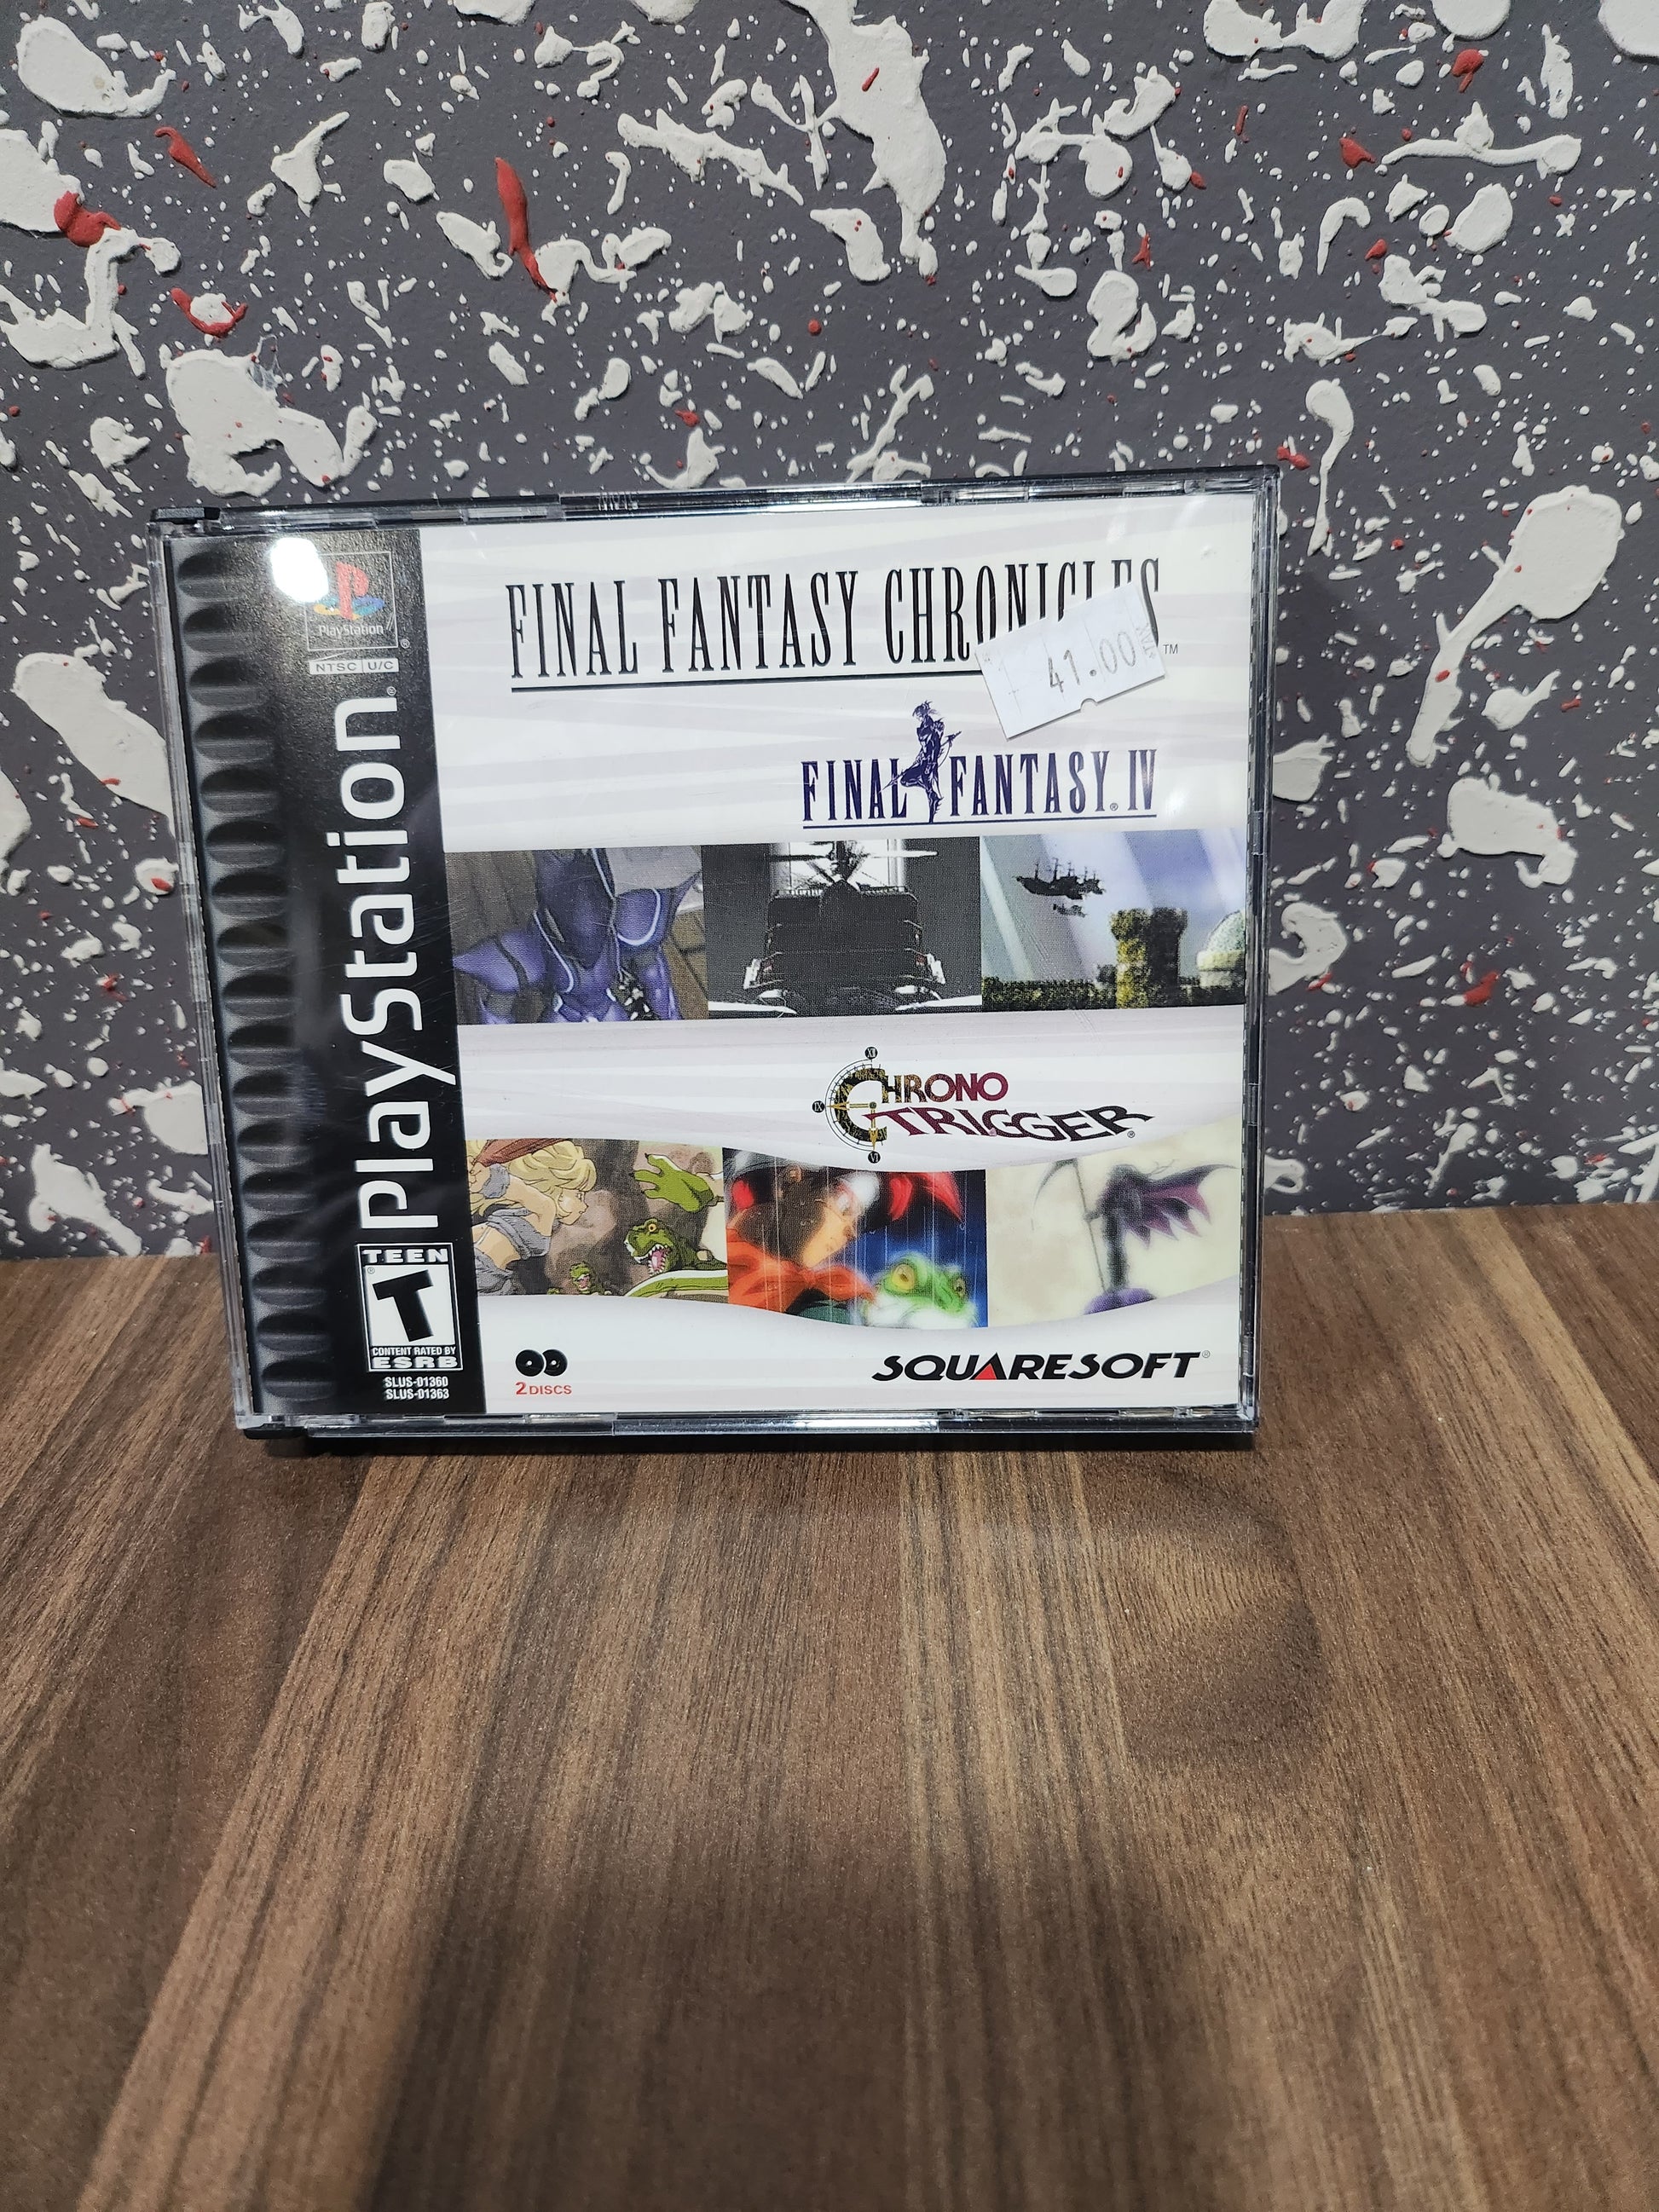 PlayStation
NTSC U/C
PlayStation®
FINAL FANTASY CHRONICLES™
41.00
FINAL FANTASY® IV
CHRONO
TRIGGER®
TEEN
T
CONTENT RATED BY
ESRB
SLUS-01360
SLUS-01363
2 DISCS
SQUARESOFT®